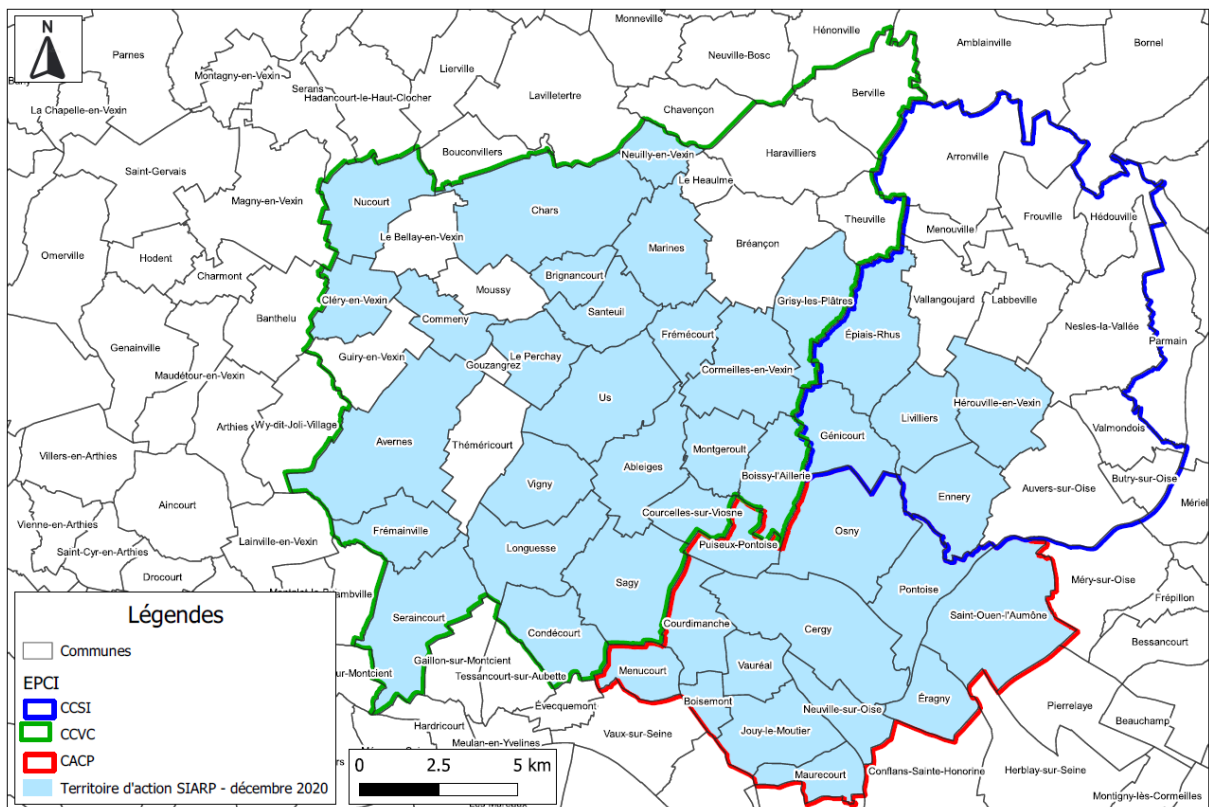 N
Monneville
Hénonville
Amblainville
Bornel
Parnes
Neuville-Bosc
Montagny-en-Vexin
Lierville
Serans
Berville
Hadancourt-le-Haut-Clocher
Lavilletertre
La Chapelle-en-Vexin
Chavençon
Bouconvillers
Neuilly-en-Vexin
Haravilliers
Arronville
Saint-Gervais
Le Heaulme
Magny-en-Vexin
Nucourt
Chars
Theuville
Frouville
Hédouville
Menouville
Le Bellay-en-Vexin
Marines
Bréançon
Omerville
Hodent
Charmont
Brignancourt
Moussy
Cléry-en-Vexin
Grisy-les-Plâtres
Vallangoujard
Labbeville
Banthelu
Commeny
Santeuil
Nesles-la-Vallée
Frémécourt
Épiais-Rhus
Parmain
Genainville
Guiry-en-Vexin
Le Perchay
Gouzangrez
Cormeilles-en-Vexin
Maudétour-en-Vexin
Us
Hérouville-en-Vexin
Livilliers
Arthies
Wy-dit-Joli-Village
Valmondois
Avernes
Théméricourt
Génicourt
Montgeroult
Villers-en-Arthies
Ableiges
Boissy-l'Aillerie
Butry-sur-Oise
Vigny
Auvers-sur-Oise
Ennery
Mériel
Aincourt
Courcelles-sur-Viosne
Vienne-en-Arthies
Frémainville
Osny
Lainville-en-Vexin
Longuesse
Puiseux-Pontoise
Saint-Cyr-en-Arthies
Sagy
Drocourt
Méry-sur-Oise
Pontoise
Frépillon
Saint-Ouen-l'Aumône
Seraincourt
Courdimanche
Cergy
Condécourt
Bessancourt
Gaillon-sur-Montcient
Vauréal
Menucourt
Tessancourt-sur-Aubette
Éragny
Boisemont
Évecquemont
Neuville-sur-Oise
Pierrelaye
Beauchamp
Hardricourt
Jouy-le-Moutier
Vaux-sur-Seine
Meulan-en-Yvelines
Herblay-sur-Seine
Maurecourt
Conflans-Sainte-Honorine
Montigny-lès-Cormeilles
Légendes
Communes
EPCI
CCSI
CCVC
CACP
Territoire d'action SIARP - décembre 2020
0 2.5 5 km